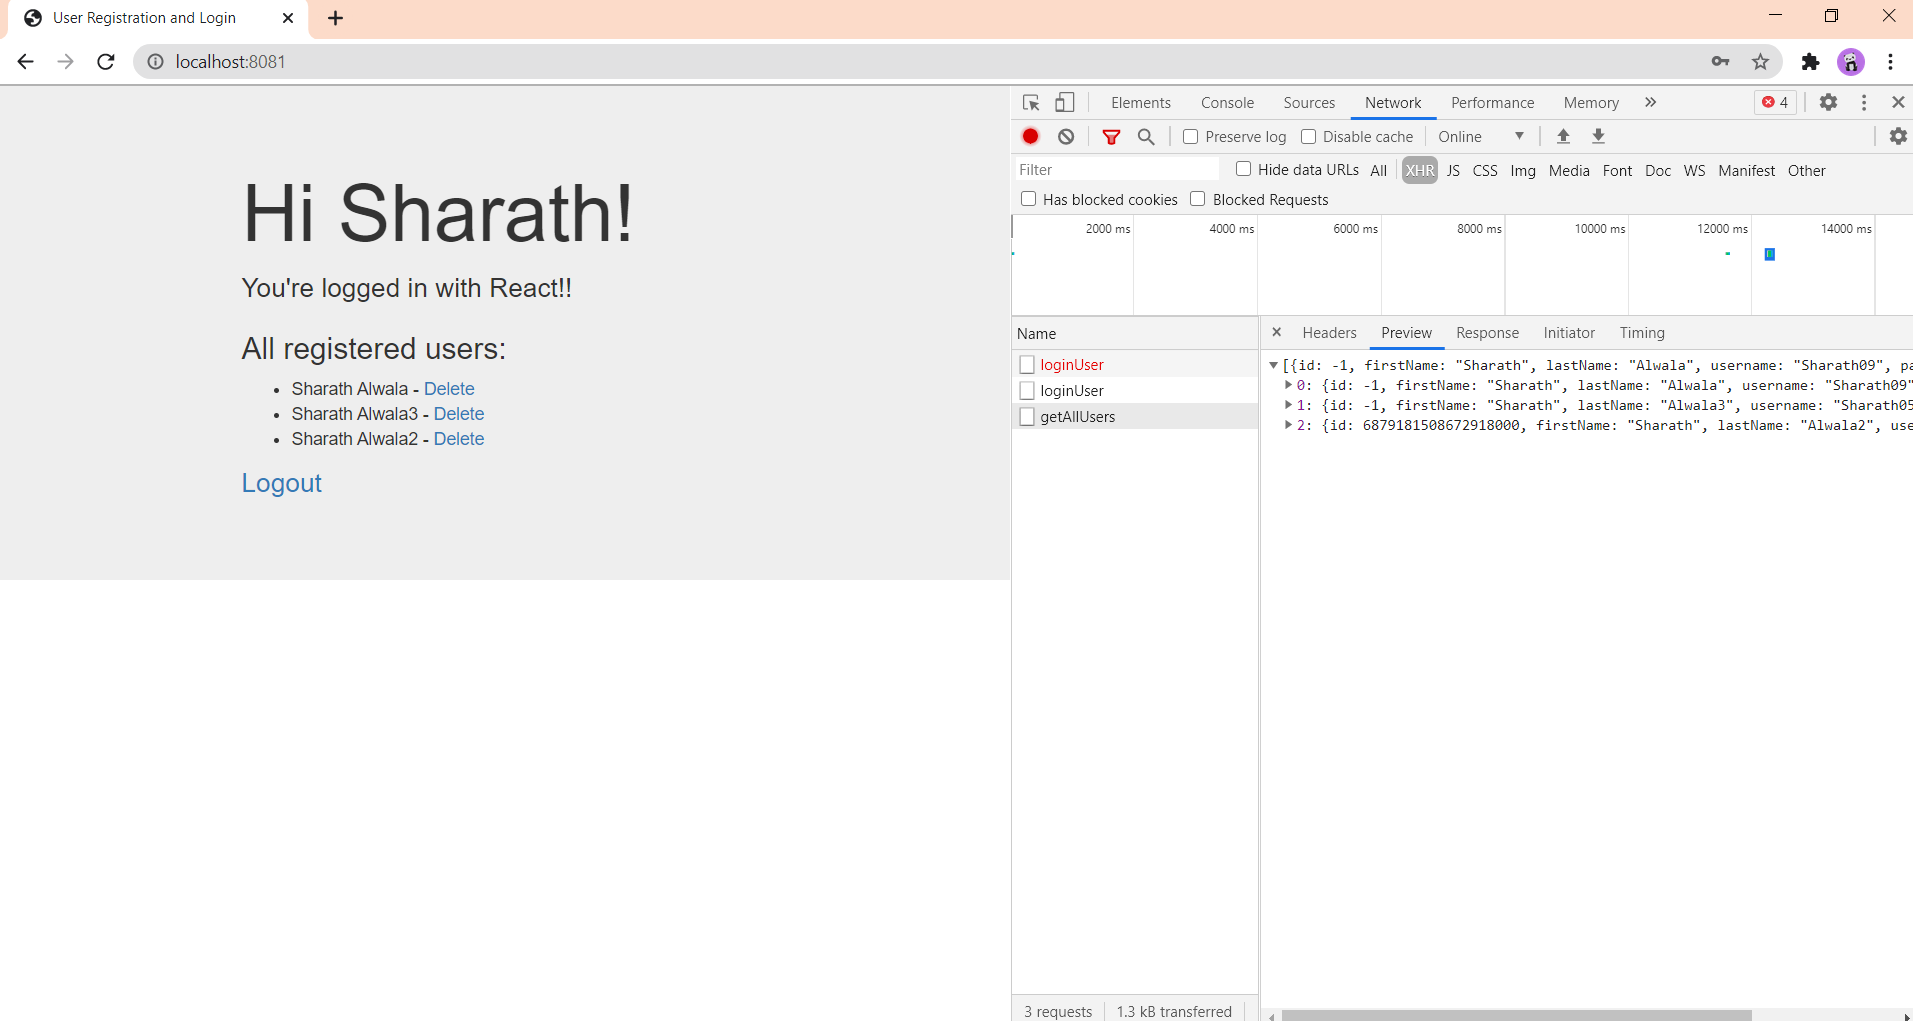 User Registration and Login
localhost:8081
Hi Sharath!
You're logged in with React!!
All registered users:
Sharath Alwala - Delete
Sharath Alwala3 - Delete
Sharath Alwala2 - Delete
Logout
Elements Console Sources Network Performance Memory » 4
Preserve log Disable cache Online
Filter Hide data URLs All XHR JS CSS Img Media Font Doc WS Manifest Other
Has blocked cookies Blocked Requests
2000 ms 4000 ms 6000 ms 8000 ms 10000 ms 12000 ms 14000 ms
Name
loginUser
loginUser
getAllUsers
3 requests 1.3 kB transferred
Headers Preview Response Initiator Timing
[{id: -1, firstName: "Sharath", lastName: "Alwala", username: "Sharath09", pa
0: {id: -1, firstName: "Sharath", lastName: "Alwala", username: "Sharath09"
1: {id: -1, firstName: "Sharath", lastName: "Alwala3", username: "Sharath05
2: {id: 6879181508672918000, firstName: "Sharath", lastName: "Alwala2", use